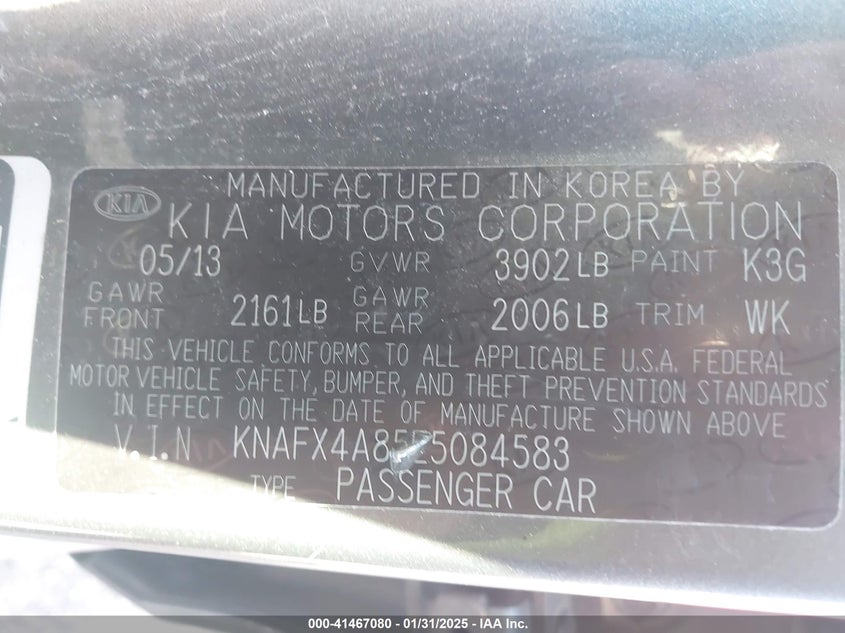 MANUFACTURED IN KOREA BY
KIA KIA MOTORS CORPORATION
05/13 GVWR 3902LB PAINT K3G
GAWR FRONT 2161LB GAWR REAR 2006LB TRIM WK
THIS VEHICLE CONFORMS TO ALL APPLICABLE U.S.A. FEDERAL
MOTOR VEHICLE SAFETY, BUMPER, AND THEFT PREVENTION STANDARDS
IN EFFECT ON THE DATE OF MANUFACTURE SHOWN ABOVE
V.I.N KNAFX4A85E5084583
TYPE PASSENGER CAR
000-41467080 - 01/31/2025 - IAA Inc.